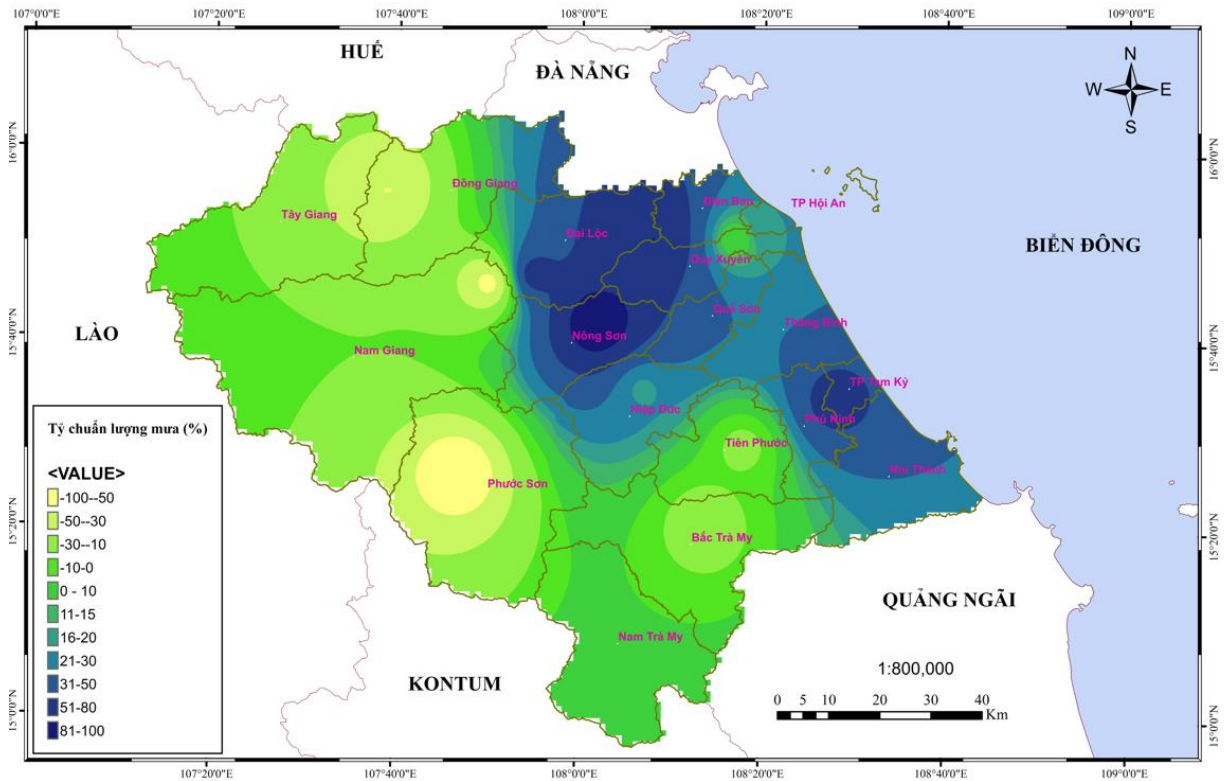 107°0'0"E 107°20'0"E 107°40'0"E 108°0'0"E 108°20'0"E 108°40'0"E 109°0'0"E
HUẾ
ĐÀ NẴNG
N
W E
S
16°0'0"N
16°0'0"N
Đông Giang
Tây Giang
Điện Bàn
TP Hội An
Đại Lộc
BIỂN ĐÔNG
Duy Xuyên
LÀO
15°40'0"N
15°40'0"N
Quế Sơn
Thăng Bình
Nông Sơn
Nam Giang
TP Tam Kỳ
Hiệp Đức
Phú Ninh
Tiên Phước
Núi Thành
Phước Sơn
15°20'0"N
15°20'0"N
Bắc Trà My
QUẢNG NGÃI
Nam Trà My
KONTUM
1:800,000
0 5 10 20 30 40
Km
15°0'0"N
15°0'0"N
Tỷ chuẩn lượng mưa (%)
<VALUE>
-100--50
-50--30
-30--10
-10-0
0 - 10
11-15
16-20
21-30
31-50
51-80
81-100
107°20'0"E 107°40'0"E 108°0'0"E 108°20'0"E 108°40'0"E 109°0'0"E